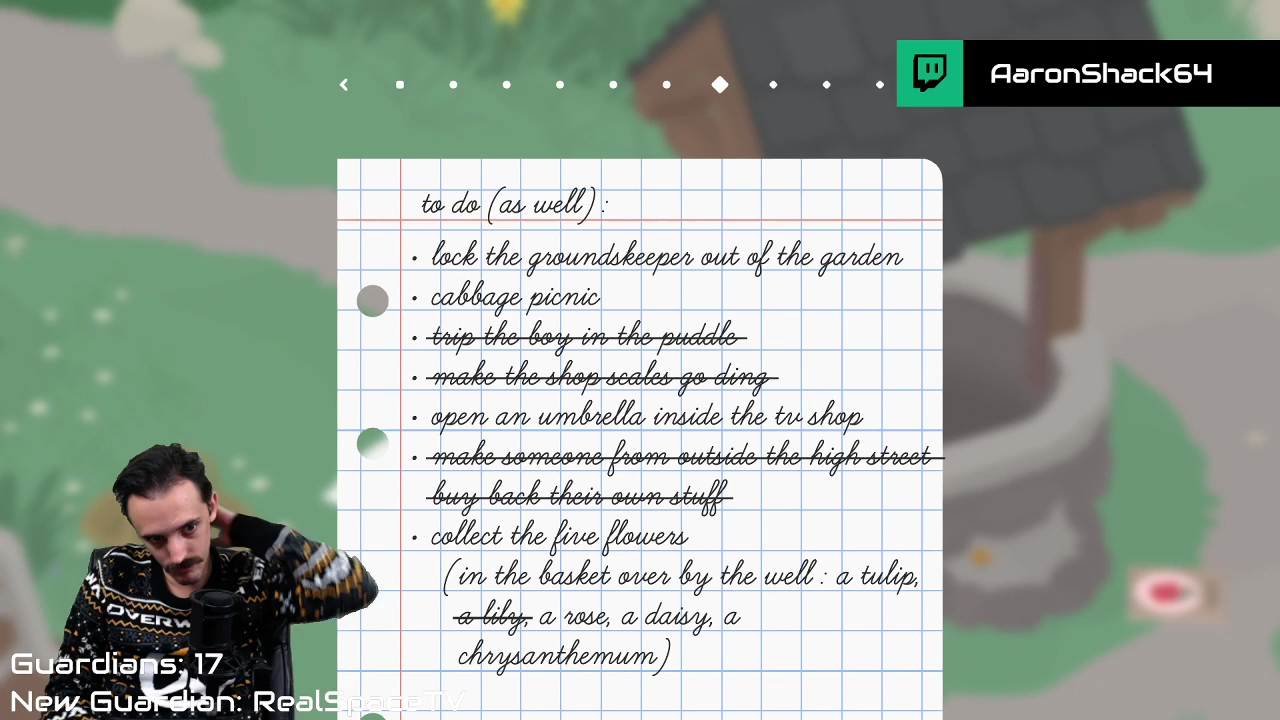 AaronShack64
to do (as well) :
• lock the groundskeeper out of the garden
• cabbage picnic
• trip the boy in the puddle
• make the shop scales go ding
• open an umbrella inside the tv shop
• make someone from outside the high street
buy back their own stuff
• collect the five flowers
(in the basket over by the well : a tulip,
a lily, a rose, a daisy, a
chrysanthemum)
OVERW
Guardians: 17
New Guardian: RealSpaceTV